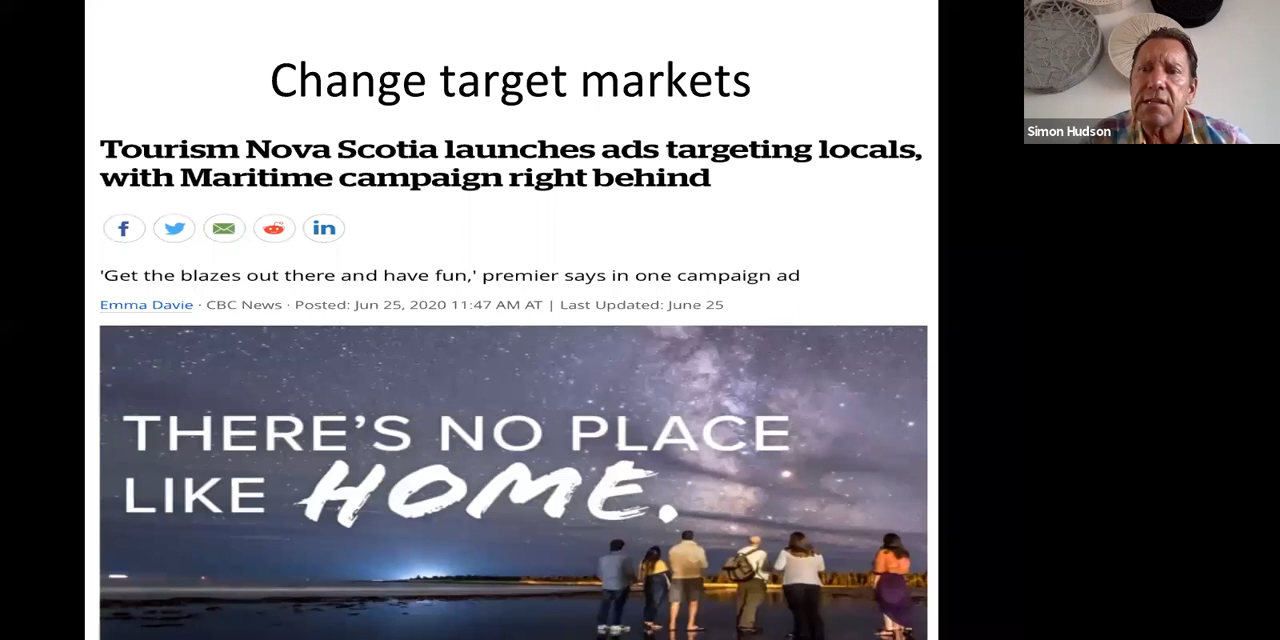 Change target markets
Simon Hudson
Tourism Nova Scotia launches ads targeting locals,
with Maritime campaign right behind
'Get the blazes out there and have fun,' premier says in one campaign ad
Emma Davie · CBC News · Posted: Jun 25, 2020 11:47 AM AT | Last Updated: June 25
THERE'S NO PLACE
LIKE HOME.